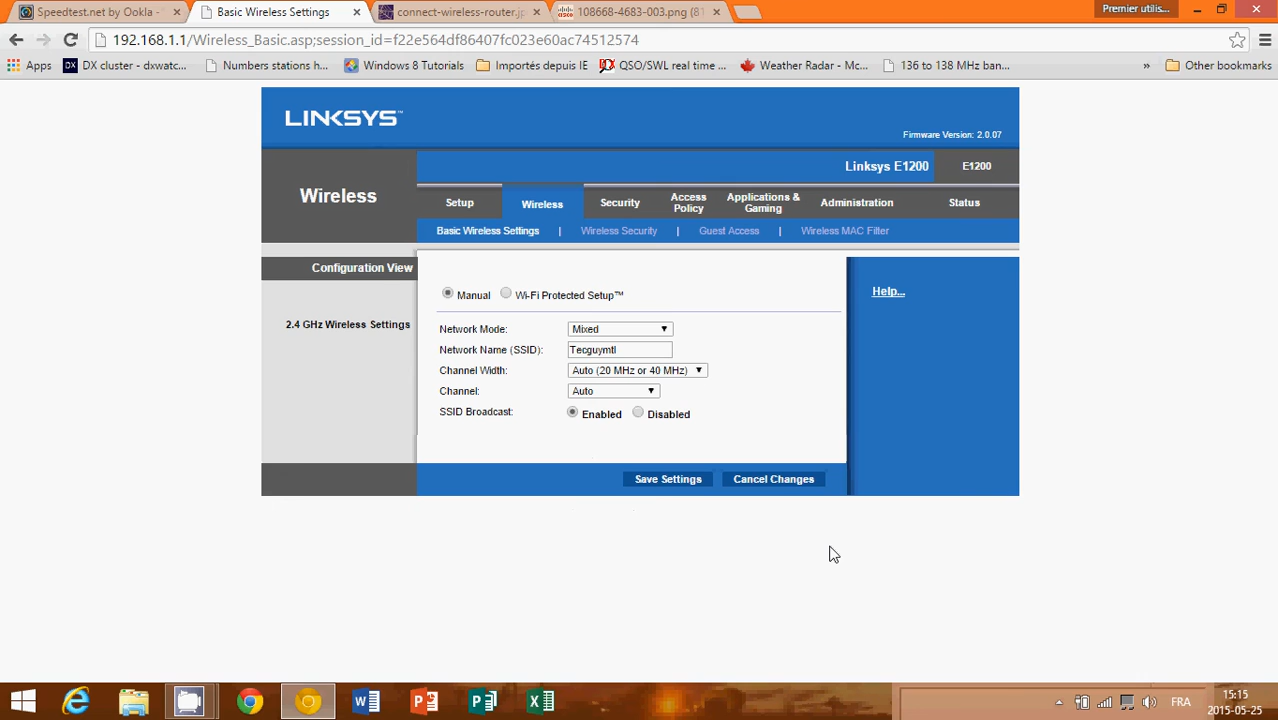 Speedtest.net by Ookla - × Basic Wireless Settings × connect-wireless-router.jp × 108668-4683-003.png (81 × Premier utilis...
192.168.1.1/Wireless_Basic.asp;session_id=f22e564df86407fc023e60ac74512574
Apps DX cluster - dxwatc... Numbers stations h... Windows 8 Tutorials Importés depuis IE QSO/SWL real time ... Weather Radar - Mc... 136 to 138 MHz ban... » Other bookmarks
LINKSYS™
Firmware Version: 2.0.07
Linksys E1200 E1200
Wireless
Setup Wireless Security Access Policy Applications & Gaming Administration Status
Basic Wireless Settings | Wireless Security | Guest Access | Wireless MAC Filter
Configuration View
Help...
Manual Wi-Fi Protected Setup™
2.4 GHz Wireless Settings
Network Mode: Mixed
Network Name (SSID): Tecguymtl
Channel Width: Auto (20 MHz or 40 MHz)
Channel: Auto
SSID Broadcast: Enabled Disabled
Save Settings Cancel Changes
FRA
15:15
2015-05-25